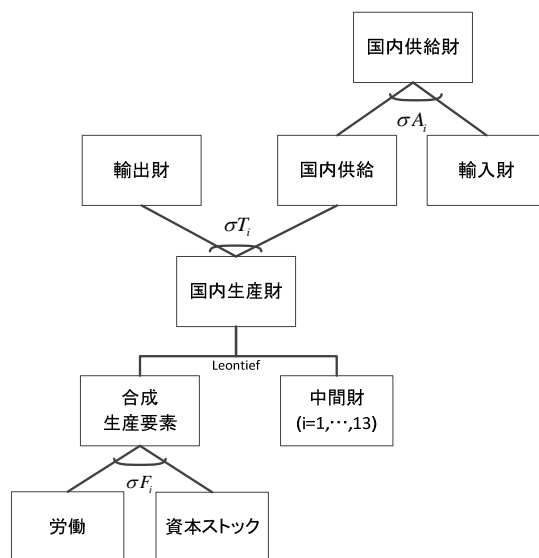 国内供給財
σA_i
輸出財
国内供給
輸入財
σT_i
国内生産財
Leontief
合成
生産要素
中間財
(i=1,…,13)
σF_i
労働
資本ストック